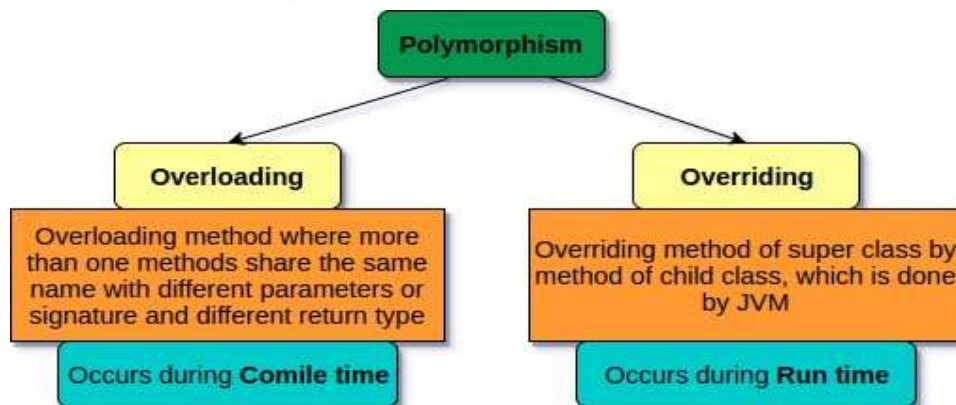 Polymorphism
Overloading
Overloading method where more
than one methods share the same
name with different parameters or
signature and different return type
Occurs during Comile time
Overriding
Overriding method of super class by
method of child class, which is done
by JVM
Occurs during Run time